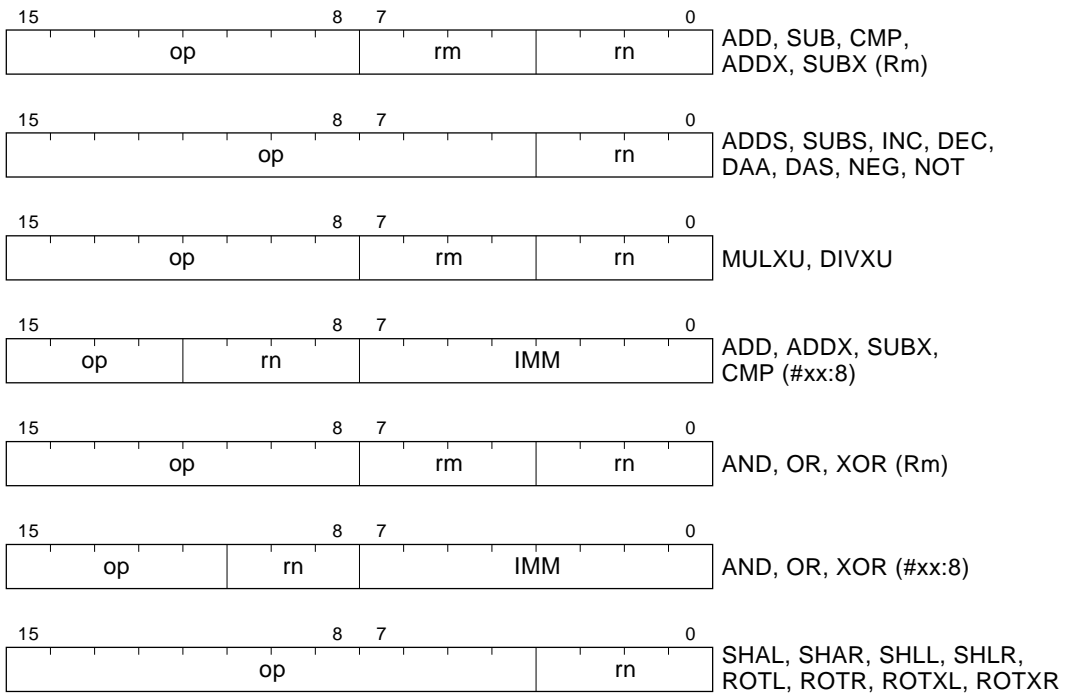 15 8 7 0
op rm rn
ADD, SUB, CMP,
ADDX, SUBX (Rm)
15 8 7 0
op rn
ADDS, SUBS, INC, DEC,
DAA, DAS, NEG, NOT
15 8 7 0
op rm rn
MULXU, DIVXU
15 8 7 0
op rn IMM
ADD, ADDX, SUBX,
CMP (#xx:8)
15 8 7 0
op rm rn
AND, OR, XOR (Rm)
15 8 7 0
op rn IMM
AND, OR, XOR (#xx:8)
15 8 7 0
op rn
SHAL, SHAR, SHLL, SHLR,
ROTL, ROTR, ROTXL, ROTXR